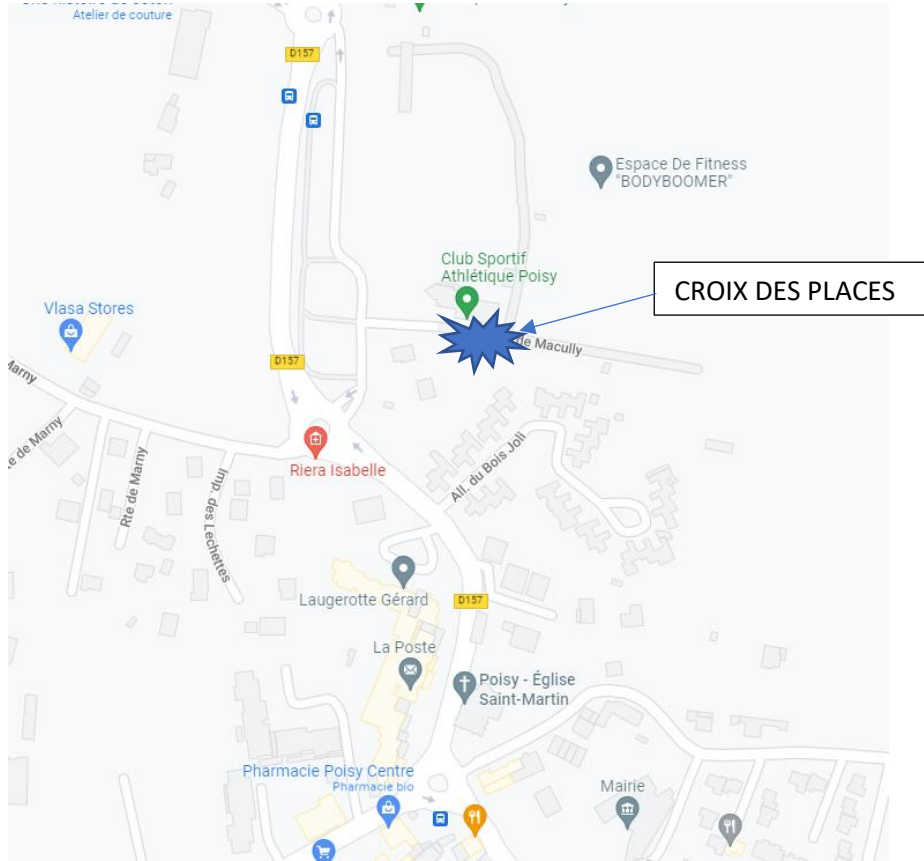 Atelier de couture
D157
Espace De Fitness
"BODYBOOMER"
Club Sportif
Athlétique Poisy
CROIX DES PLACES
Vlasa Stores
de Macully
D157
Marny
Riera Isabelle
All. du Bois Joli
e de Marny
Rte de Marny
Imp. des Lechettes
Laugerotte Gérard
D157
La Poste
Poisy - Église
Saint-Martin
Pharmacie Poisy Centre
Pharmacie bio
Mairie